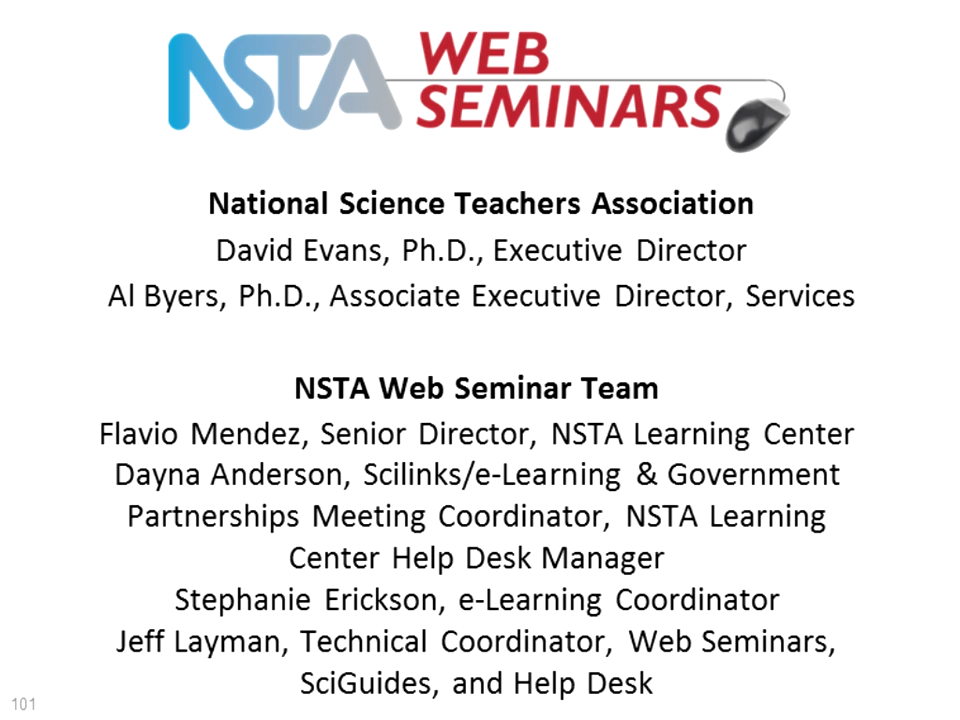 NSTA WEB
SEMINARS
National Science Teachers Association
David Evans, Ph.D., Executive Director
Al Byers, Ph.D., Associate Executive Director, Services
NSTA Web Seminar Team
Flavio Mendez, Senior Director, NSTA Learning Center
Dayna Anderson, Scilinks/e-Learning & Government
Partnerships Meeting Coordinator, NSTA Learning
Center Help Desk Manager
Stephanie Erickson, e-Learning Coordinator
Jeff Layman, Technical Coordinator, Web Seminars,
SciGuides, and Help Desk
101